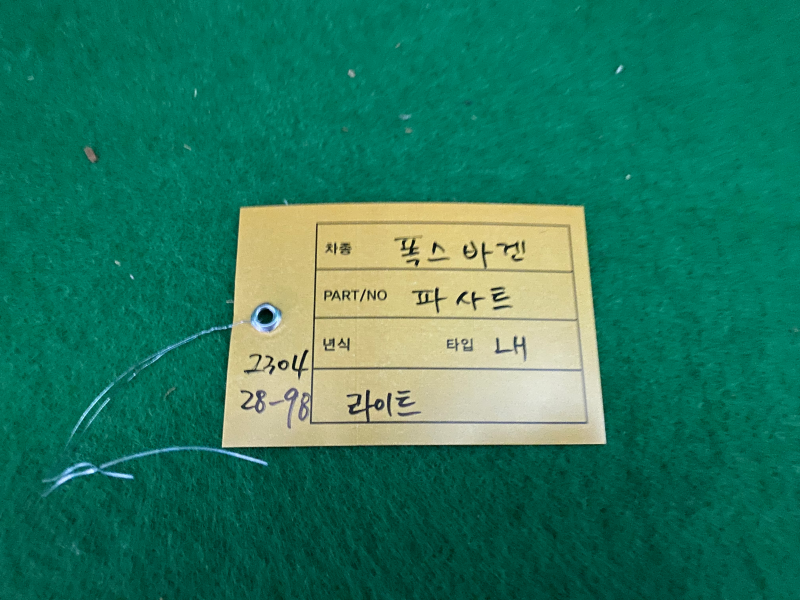 차종 폭스바겐
PART/NO 파사트
년식 타입 LH
2304
28-98 라이트